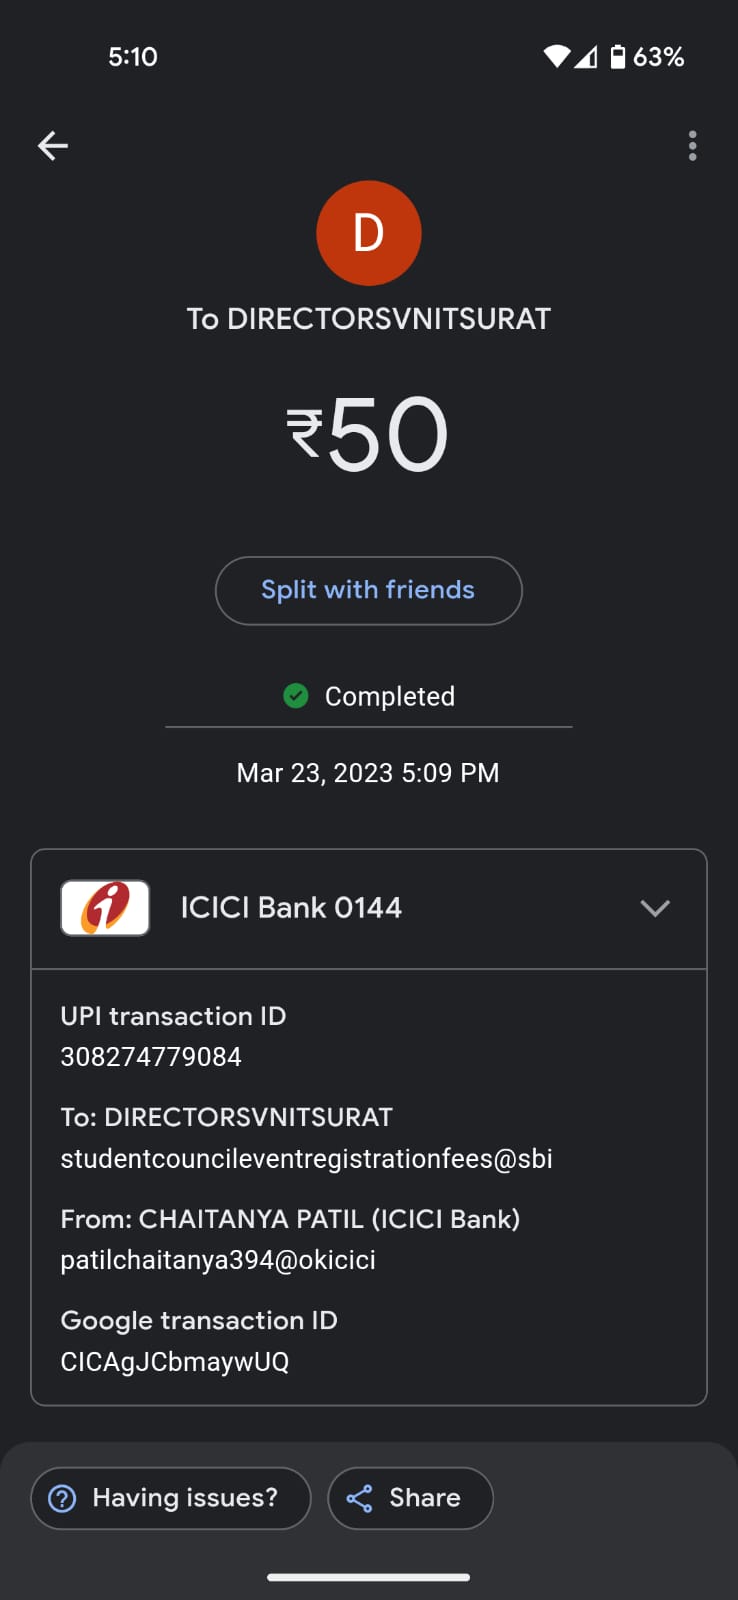 5:10
63%
D
To DIRECTORSVNITSURAT
₹50
Split with friends
Completed
Mar 23, 2023 5:09 PM
ICICI Bank 0144
UPI transaction ID
308274779084
To: DIRECTORSVNITSURAT
studentcouncileventregistrationfees@sbi
From: CHAITANYA PATIL (ICICI Bank)
patilchaitanya394@okicici
Google transaction ID
CICAgJCbmaywUQ
Having issues?
Share